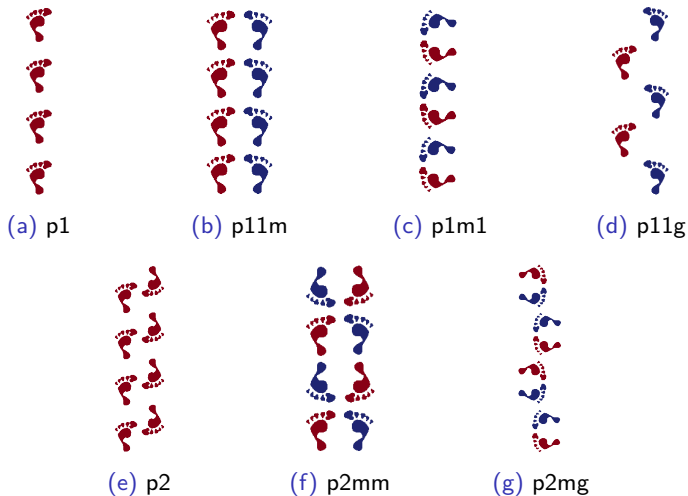 (a) p1
(b) p11m
(c) p1m1
(d) p11g
(e) p2
(f) p2mm
(g) p2mg